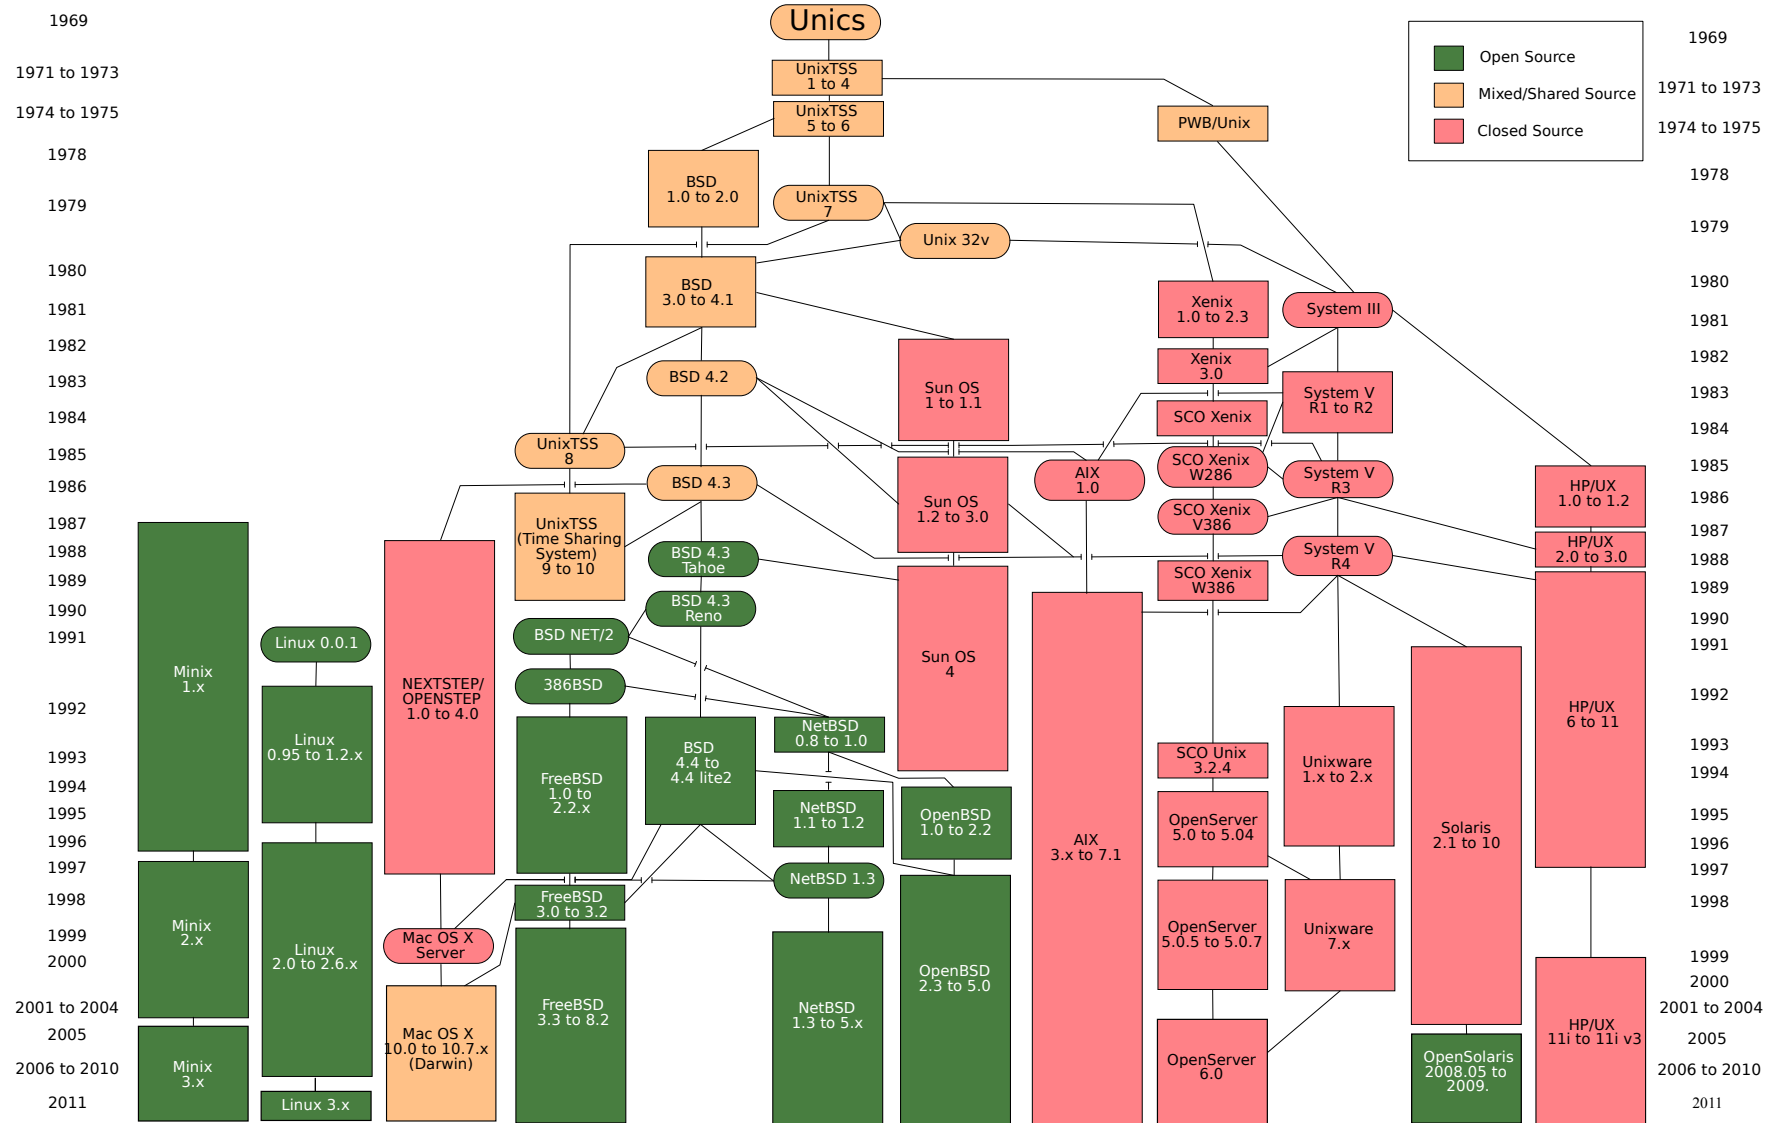 Unics
1969
1971 to 1973
1974 to 1975
1978
1979
1980
1981
1982
1983
1984
1985
1986
1987
1988
1989
1990
1991
1992
1993
1994
1995
1996
1997
1998
1999
2000
2001 to 2004
2005
2006 to 2010
2011
Open Source
Mixed/Shared Source
Closed Source
1969
1971 to 1973
1974 to 1975
1978
1979
1980
1981
1982
1983
1984
1985
1986
1987
1988
1989
1990
1991
1992
1993
1994
1995
1996
1997
1998
1999
2000
2001 to 2004
2005
2006 to 2010
2011
UnixTSS
1 to 4
UnixTSS
5 to 6
PWB/Unix
BSD
1.0 to 2.0
UnixTSS
7
Unix 32v
BSD
3.0 to 4.1
Xenix
1.0 to 2.3
System III
Xenix
3.0
BSD 4.2
Sun OS
1 to 1.1
System V
R1 to R2
SCO Xenix
UnixTSS
8
SCO Xenix
W286
AIX
1.0
System V
R3
BSD 4.3
Sun OS
1.2 to 3.0
HP/UX
1.0 to 1.2
SCO Xenix
V386
UnixTSS
(Time Sharing
System)
9 to 10
BSD 4.3
Tahoe
System V
R4
HP/UX
2.0 to 3.0
SCO Xenix
W386
BSD 4.3
Reno
BSD NET/2
Linux 0.0.1
Minix
1.x
NEXTSTEP/
OPENSTEP
1.0 to 4.0
386BSD
Sun OS
4
HP/UX
6 to 11
Linux
0.95 to 1.2.x
NetBSD
0.8 to 1.0
BSD
4.4 to
4.4 lite2
SCO Unix
3.2.4
Unixware
1.x to 2.x
FreeBSD
1.0 to
2.2.x
NetBSD
1.1 to 1.2
OpenBSD
1.0 to 2.2
OpenServer
5.0 to 5.04
Solaris
2.1 to 10
AIX
3.x to 7.1
NetBSD 1.3
FreeBSD
3.0 to 3.2
Minix
2.x
Mac OS X
Server
Linux
2.0 to 2.6.x
OpenServer
5.0.5 to 5.0.7
Unixware
7.x
OpenBSD
2.3 to 5.0
FreeBSD
3.3 to 8.2
NetBSD
1.3 to 5.x
Mac OS X
10.0 to 10.7.x
(Darwin)
HP/UX
11i to 11i v3
Minix
3.x
OpenServer
6.0
OpenSolaris
2008.05 to
2009.
Linux 3.x